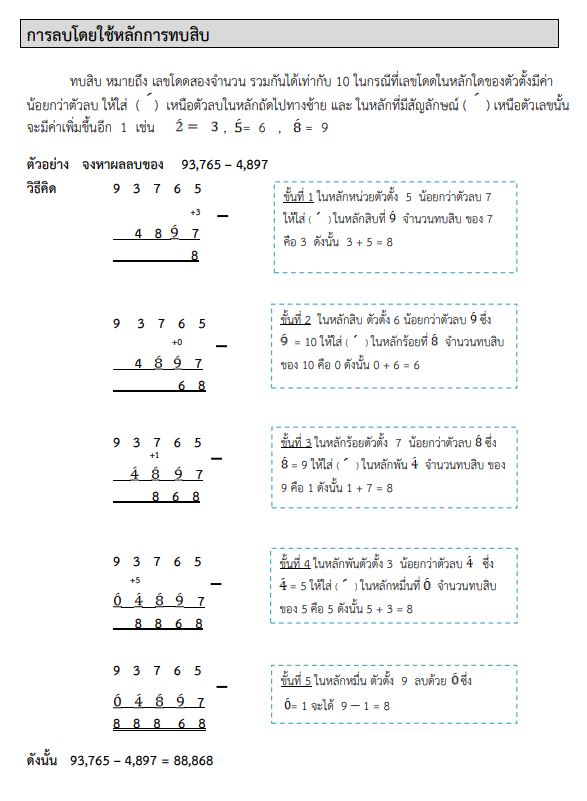 การลบโดยใช้หลักการทบสิบ
ทบสิบ หมายถึง เลขโดดสองจำนวน รวมกันได้เท่ากับ 10 ในกรณีที่เลขโดดในหลักใดของตัวตั้งมีค่า
น้อยกว่าตัวลบ ให้ใส่ ( ́ ) เหนือตัวลบในหลักถัดไปทางซ้าย และ ในหลักที่มีสัญลักษณ์ ( ́ ) เหนือตัวเลขนั้น
จะมีค่าเพิ่มขึ้นอีก 1 เช่น 2́ = 3 , 5́= 6 , 8́ = 9
ตัวอย่าง จงหาผลลบของ 93,765 – 4,897
วิธีคิด 9 3 7 6 5
+3
–
4 8 9́ 7
8
ขั้นที่ 1 ในหลักหน่วยตัวตั้ง 5 น้อยกว่าตัวลบ 7
ให้ใส่ ( ́ ) ในหลักสิบที่ 9́ จำนวนทบสิบ ของ 7
คือ 3 ดังนั้น 3 + 5 = 8
9 3 7 6 5
+0
–
4 8́ 9́ 7
6 8
ขั้นที่ 2 ในหลักสิบ ตัวตั้ง 6 น้อยกว่าตัวลบ 9́ ซึ่ง
9́ = 10 ให้ใส่ ( ́ ) ในหลักร้อยที่ 8́ จำนวนทบสิบ
ของ 10 คือ 0 ดังนั้น 0 + 6 = 6
9 3 7 6 5
+1
–
4́ 8́ 9́ 7
8 6 8
ขั้นที่ 3 ในหลักร้อยตัวตั้ง 7 น้อยกว่าตัวลบ 8́ ซึ่ง
8́ = 9 ให้ใส่ ( ́ ) ในหลักพัน 4́ จำนวนทบสิบ ของ
9 คือ 1 ดังนั้น 1 + 7 = 8
9 3 7 6 5
+5
–
0́ 4́ 8́ 9́ 7
8 8 6 8
ขั้นที่ 4 ในหลักพันตัวตั้ง 3 น้อยกว่าตัวลบ 4́ ซึ่ง
4́ = 5 ให้ใส่ ( ́ ) ในหลักหมื่นที่ 0́ จำนวนทบสิบ
ของ 5 คือ 5 ดังนั้น 5 + 3 = 8
9 3 7 6 5
–
0́ 4́ 8́ 9́ 7
8 8 8 6 8
ขั้นที่ 5 ในหลักหมื่น ตัวตั้ง 9 ลบด้วย 0́ ซึ่ง
0́= 1 จะได้ 9 – 1 = 8
ดังนั้น 93,765 – 4,897 = 88,868